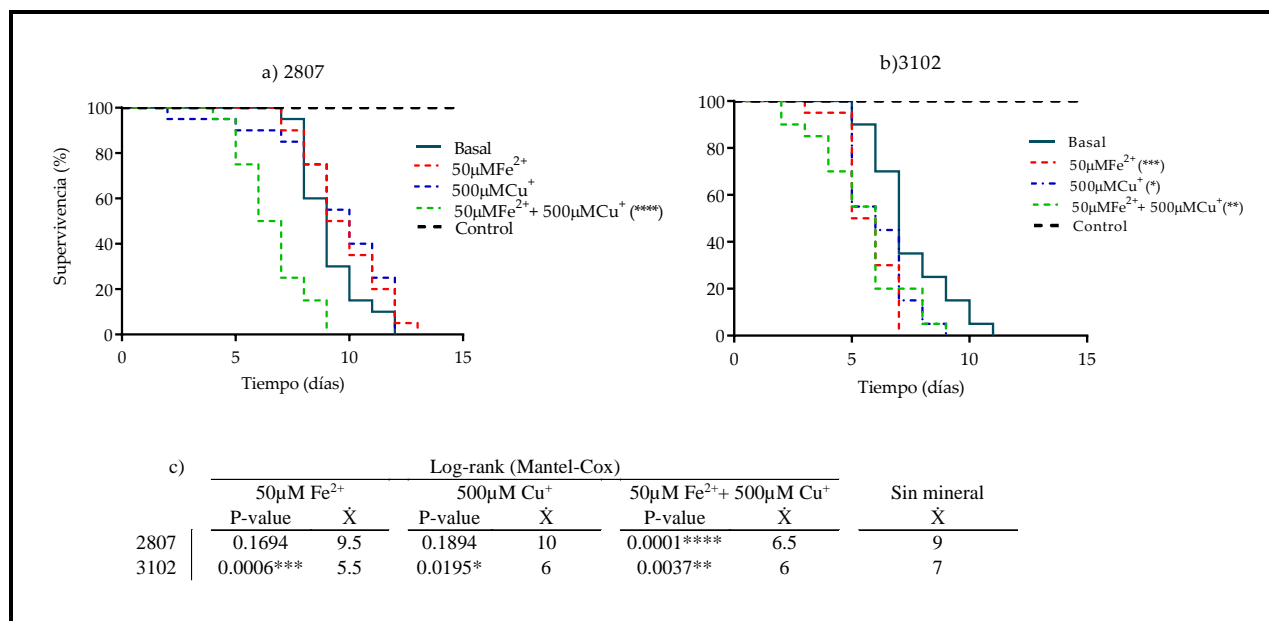 a) 2807
100
80
60
40
20
0
0 5 10 15
Supervivencia (%)
Tiempo (días)
Basal
50μMFe²⁺
500μMCu⁺
50μMFe²⁺+ 500μMCu⁺(****)
Control
b)3102
100
80
60
40
20
0
0 5 10 15
Tiempo (días)
Basal
50μMFe²⁺(***)
500μMCu⁺(*)
50μMFe²⁺+ 500μMCu⁺(**)
Control
c) Log-rank (Mantel-Cox)
50μM Fe²⁺ 500μM Cu⁺ 50μM Fe²⁺+ 500μM Cu⁺ Sin mineral
P-value Ẋ P-value Ẋ P-value Ẋ Ẋ
2807 0.1694 9.5 0.1894 10 0.0001**** 6.5 9
3102 0.0006*** 5.5 0.0195* 6 0.0037** 6 7